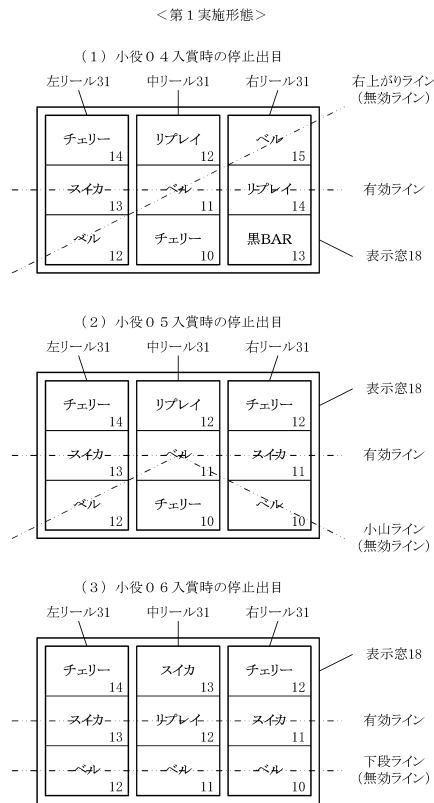 ＜第１実施形態＞
（１）小役０４入賞時の停止出目
左リール31 中リール31 右リール31
右上がりライン
（無効ライン）
チェリー 14 リプレイ 12 ベル 15
スイカ 13 ベル 11 リプレイ 14
有効ライン
ベル 12 チェリー 10 黒BAR 13
表示窓18
（２）小役０５入賞時の停止出目
左リール31 中リール31 右リール31
チェリー 14 リプレイ 12 チェリー 12
表示窓18
スイカ 13 ベル 11 スイカ 11
有効ライン
ベル 12 チェリー 10 ベル 10
小山ライン
（無効ライン）
（３）小役０６入賞時の停止出目
左リール31 中リール31 右リール31
チェリー 14 スイカ 13 チェリー 12
表示窓18
スイカ 13 リプレイ 12 スイカ 11
有効ライン
ベル 12 ベル 11 ベル 10
下段ライン
（無効ライン）